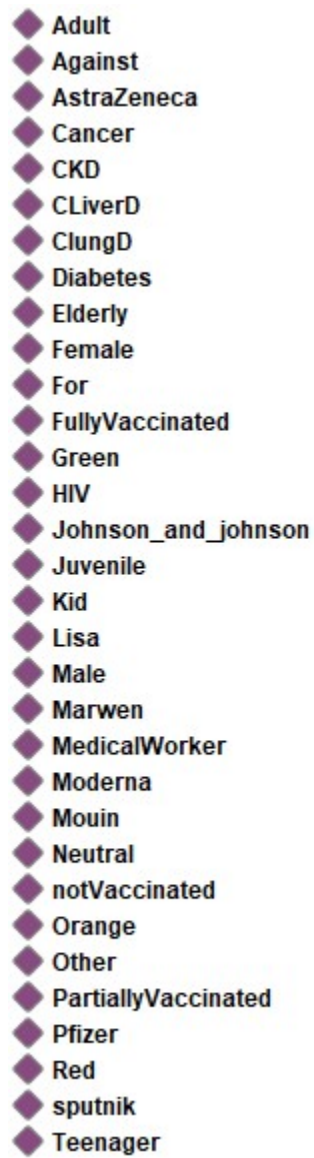 Adult
Against
AstraZeneca
Cancer
CKD
CLiverD
ClungD
Diabetes
Elderly
Female
For
FullyVaccinated
Green
HIV
Johnson_and_johnson
Juvenile
Kid
Lisa
Male
Marwen
MedicalWorker
Moderna
Mouin
Neutral
notVaccinated
Orange
Other
PartiallyVaccinated
Pfizer
Red
sputnik
Teenager